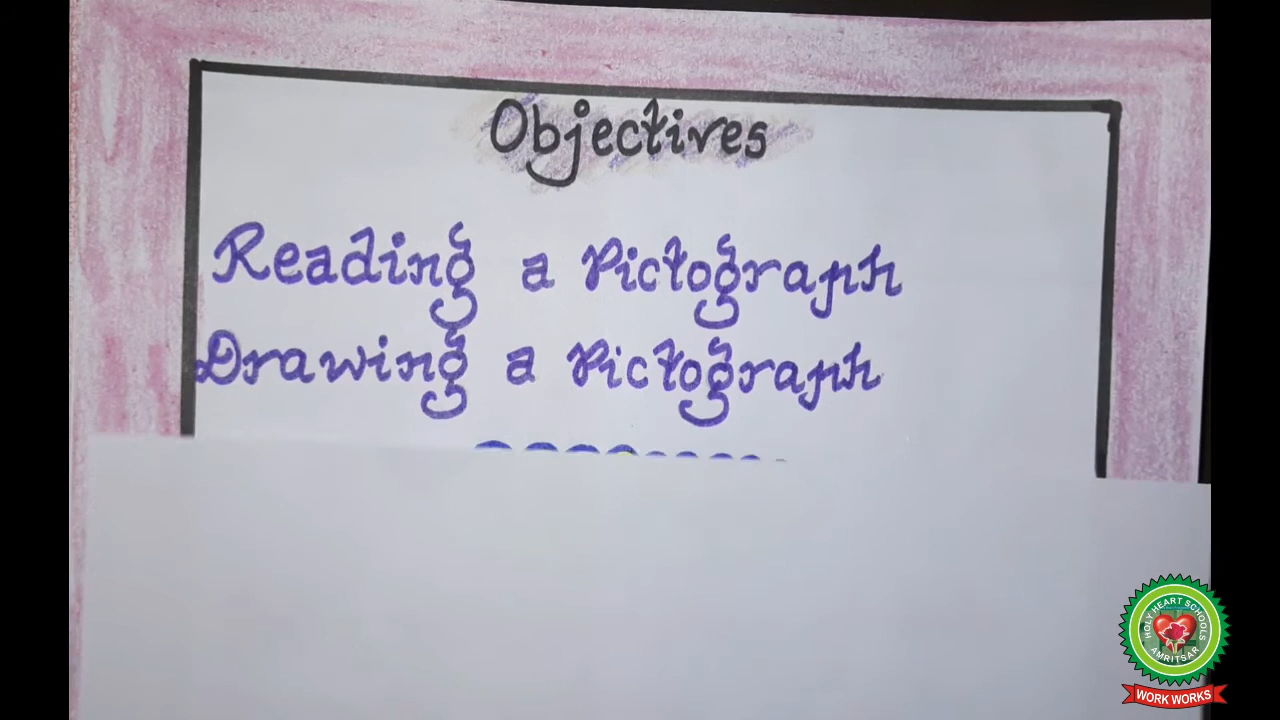 Objectives
Reading a Pictograph
Drawing a Pictograph
HOLY HEART SCHOOLS
AMRITSAR
WORK WORKS